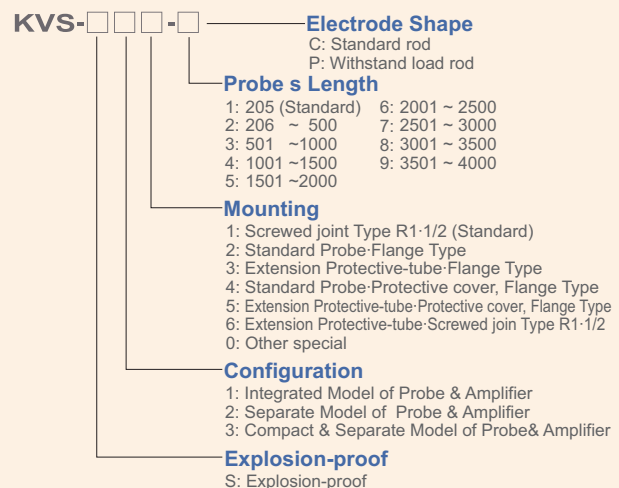 KVS-□□□-□
Electrode Shape
C: Standard rod
P: Withstand load rod
Probe s Length
1: 205 (Standard) 6: 2001 ~ 2500
2: 206 ~ 500 7: 2501 ~ 3000
3: 501 ~1000 8: 3001 ~ 3500
4: 1001 ~1500 9: 3501 ~ 4000
5: 1501 ~2000
Mounting
1: Screwed joint Type R1·1/2 (Standard)
2: Standard Probe·Flange Type
3: Extension Protective-tube·Flange Type
4: Standard Probe·Protective cover, Flange Type
5: Extension Protective-tube·Protective cover, Flange Type
6: Extension Protective-tube·Screwed join Type R1·1/2
0: Other special
Configuration
1: Integrated Model of Probe & Amplifier
2: Separate Model of Probe & Amplifier
3: Compact & Separate Model of Probe& Amplifier
Explosion-proof
S: Explosion-proof